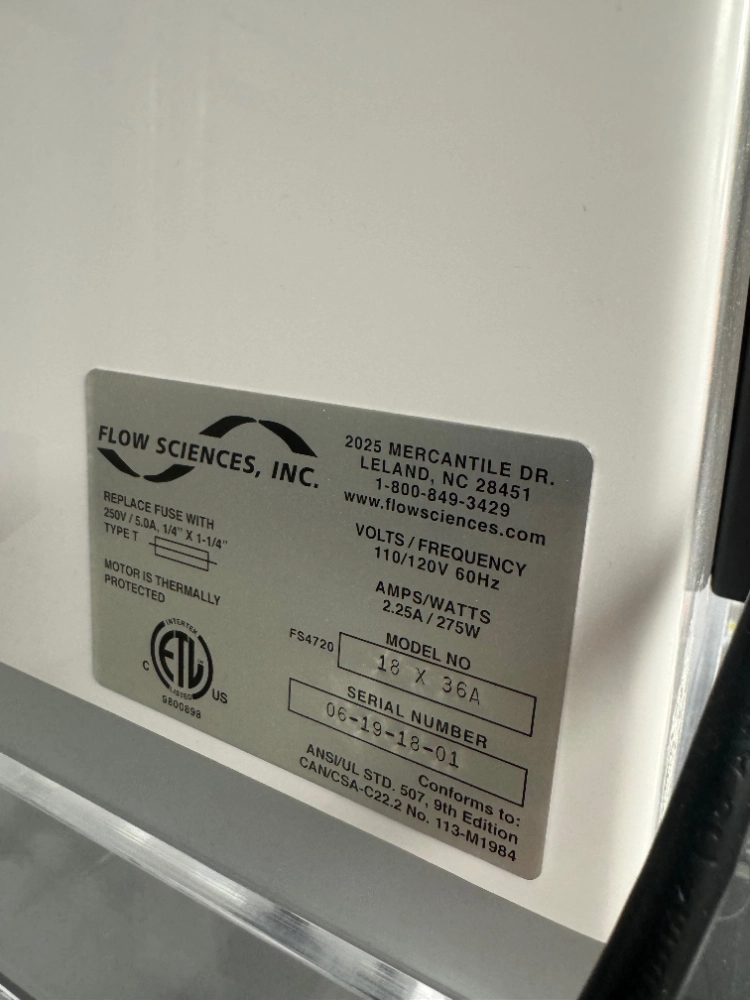 FLOW SCIENCES, INC.
2025 MERCANTILE DR.
LELAND, NC 28451
1-800-849-3429
www.flowsciences.com
REPLACE FUSE WITH
250V / 5.0A, 1/4" X 1-1/4"
TYPE T
MOTOR IS THERMALLY
PROTECTED
VOLTS / FREQUENCY
110/120V 60Hz
AMPS/WATTS
2.25A / 275W
INTERTEK
C ETL US
LISTED
9800898
FS4720
MODEL NO
18 X 36A
SERIAL NUMBER
06-19-18-01
Conforms to:
ANSI/UL STD. 507, 9th Edition
CAN/CSA-C22.2 No. 113-M1984